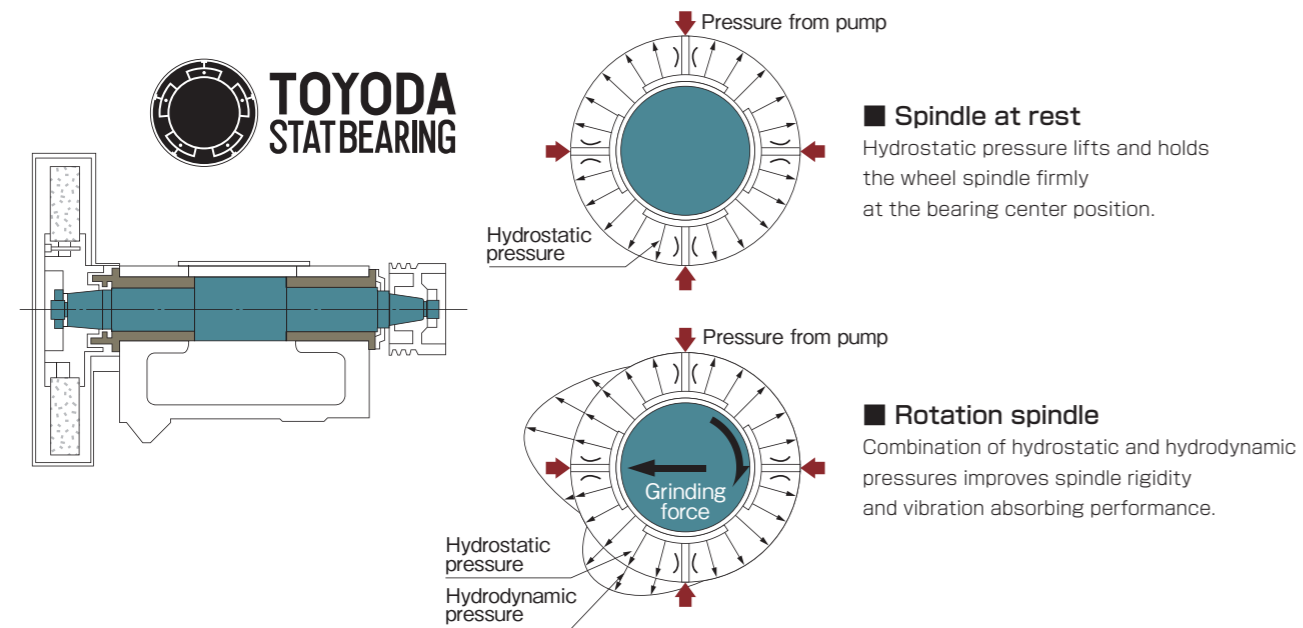 TOYODA
STAT BEARING
Pressure from pump
Hydrostatic
pressure
■ Spindle at rest
Hydrostatic pressure lifts and holds
the wheel spindle firmly
at the bearing center position.
Pressure from pump
Grinding
force
Hydrostatic
pressure
Hydrodynamic
pressure
■ Rotation spindle
Combination of hydrostatic and hydrodynamic
pressures improves spindle rigidity
and vibration absorbing performance.